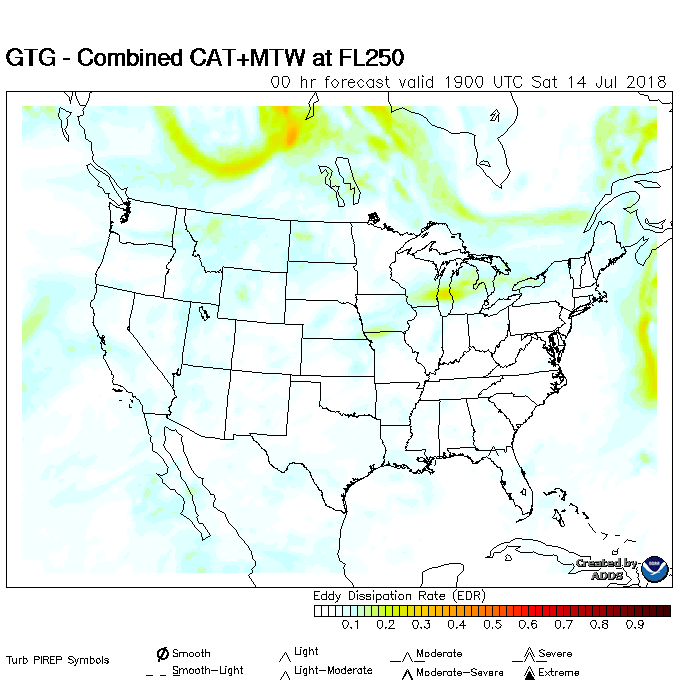 GTG - Combined CAT+MTW at FL250
00 hr forecast valid 1900 UTC Sat 14 Jul 2018
Created by
ADDS
Eddy Dissipation Rate (EDR)
0.1 0.2 0.3 0.4 0.5 0.6 0.7 0.8 0.9
Turb PIREP Symbols
Smooth Light Moderate Severe
Smooth-Light Light-Moderate Moderate-Severe Extreme